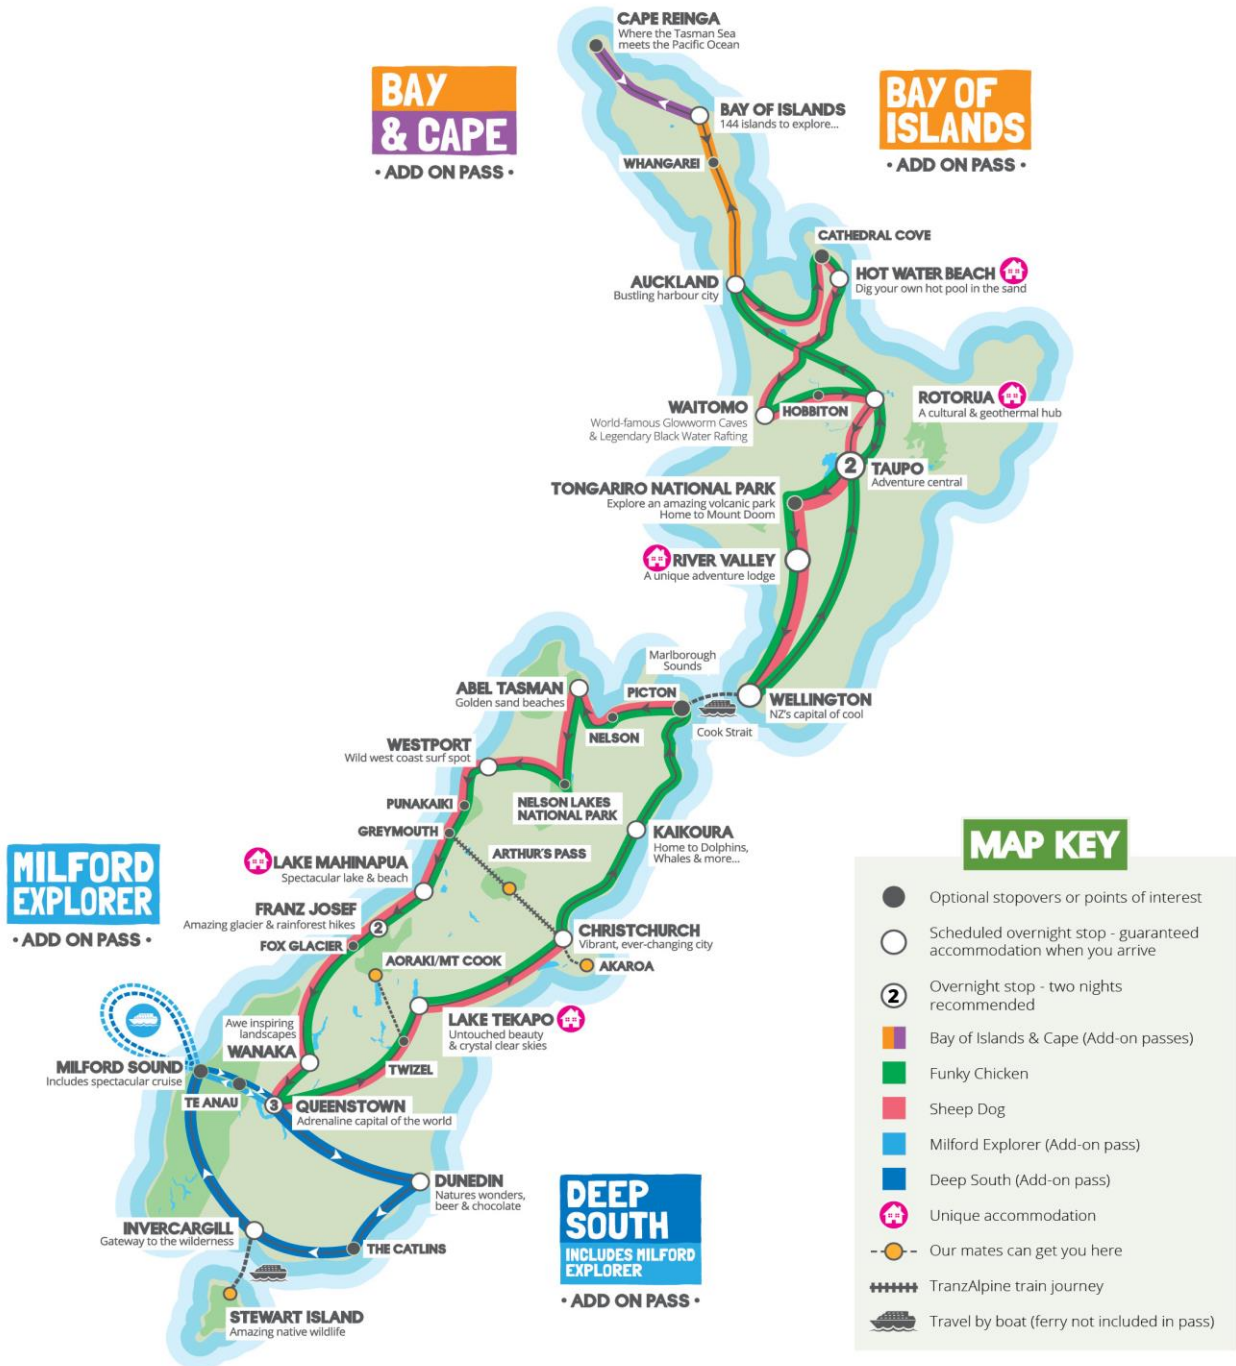 CAPE REINGA
Where the Tasman Sea
meets the Pacific Ocean
BAY
& CAPE
• ADD ON PASS •
BAY OF ISLANDS
144 islands to explore...
BAY OF
ISLANDS
• ADD ON PASS •
WHANGAREI
CATHEDRAL COVE
AUCKLAND
Bustling harbour city
HOT WATER BEACH
Dig your own hot pool in the sand
WAITOMO
World-famous Glowworm Caves
& Legendary Black Water Rafting
HOBBITON
ROTORUA
A cultural & geothermal hub
2
TAUPO
Adventure central
TONGARIRO NATIONAL PARK
Explore an amazing volcanic park
Home to Mount Doom
RIVER VALLEY
A unique adventure lodge
Marlborough
Sounds
ABEL TASMAN
Golden sand beaches
PICTON
WELLINGTON
NZ's capital of cool
NELSON
Cook Strait
WESTPORT
Wild west coast surf spot
PUNAKAIKI
NELSON LAKES
NATIONAL PARK
GREYMOUTH
KAIKOURA
Home to Dolphins,
Whales & more...
ARTHUR'S PASS
LAKE MAHINAPUA
Spectacular lake & beach
MILFORD
EXPLORER
• ADD ON PASS •
FRANZ JOSEF
Amazing glacier & rainforest hikes
2
FOX GLACIER
CHRISTCHURCH
Vibrant, ever-changing city
AORAKI/MT COOK
AKAROA
LAKE TEKAPO
Untouched beauty
& crystal clear skies
Awe inspiring
landscapes
WANAKA
TWIZEL
MILFORD SOUND
Includes spectacular cruise
TE ANAU
3
QUEENSTOWN
Adrenaline capital of the world
DUNEDIN
Natures wonders,
beer & chocolate
INVERCARGILL
Gateway to the wilderness
THE CATLINS
STEWART ISLAND
Amazing native wildlife
DEEP
SOUTH
INCLUDES MILFORD
EXPLORER
• ADD ON PASS •
MAP KEY
Optional stopovers or points of interest
Scheduled overnight stop - guaranteed
accommodation when you arrive
2
Overnight stop - two nights
recommended
Bay of Islands & Cape (Add-on passes)
Funky Chicken
Sheep Dog
Milford Explorer (Add-on pass)
Deep South (Add-on pass)
Unique accommodation
Our mates can get you here
TranzAlpine train journey
Travel by boat (ferry not included in pass)